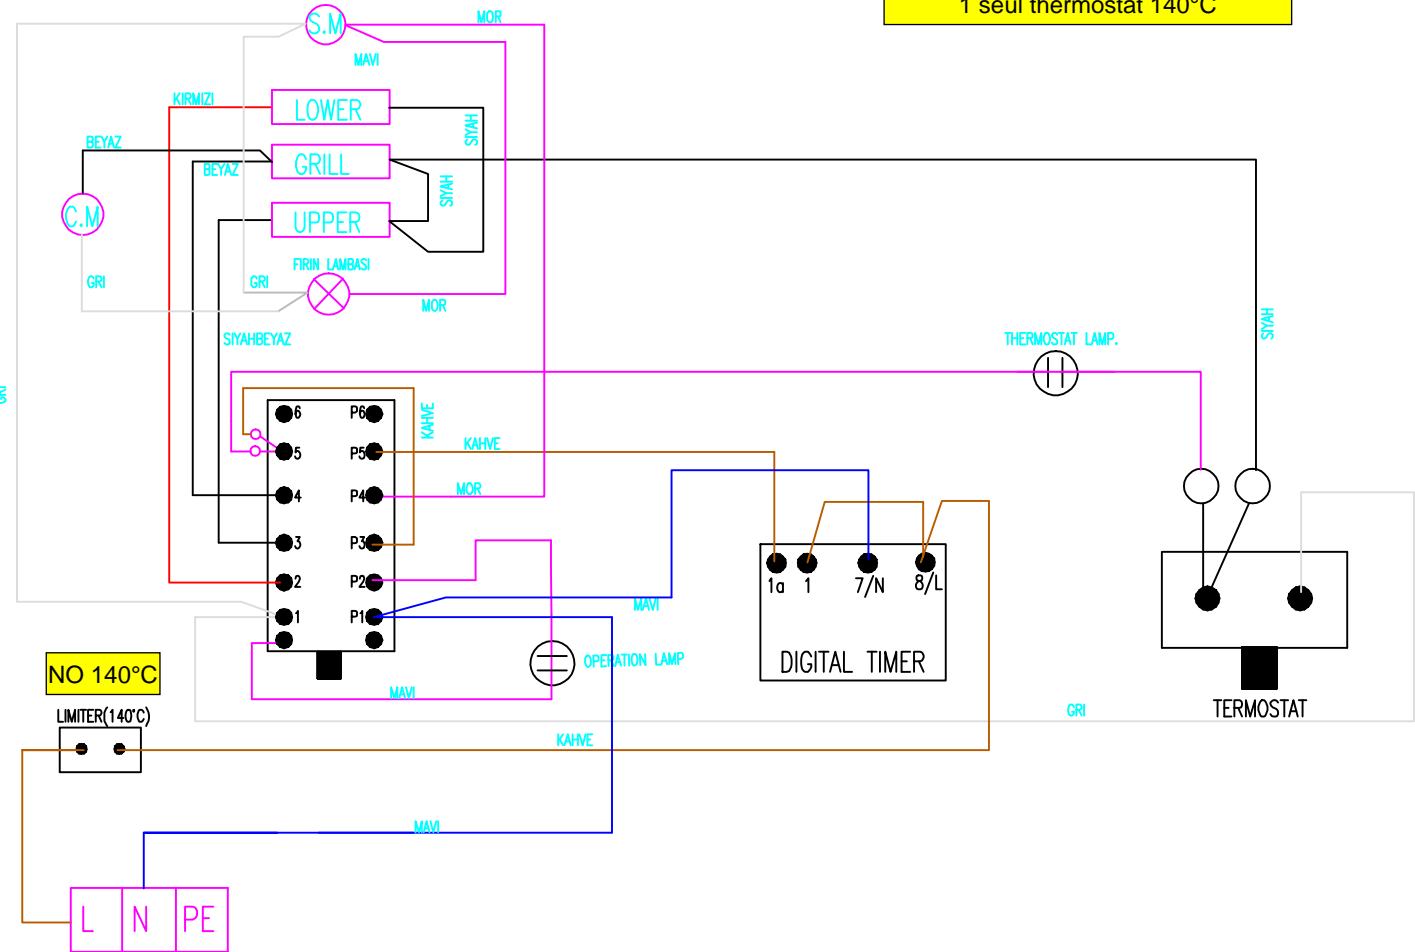 1 seul thermostat 140°C
S.M
MOR
MAVI
KIRMIZI
LOWER
SIYAH
BEYAZ
GRILL
BEYAZ
SIYAH
C.M
UPPER
FIRIN LAMBASI
GRI
GRI
MOR
SIYAHBEYAZ
THERMOSTAT LAMP.
SIYAH
GRI
6
P6
KAHVE
5
P5
KAHVE
4
P4
MOR
3
P3
2
P2
1a
1
7/N
8/L
1
P1
MAVI
DIGITAL TIMER
OPERATION LAMP
NO 140°C
MAVI
TERMOSTAT
LIMITER(140°C)
GRI
KAHVE
MAVI
L
N
PE